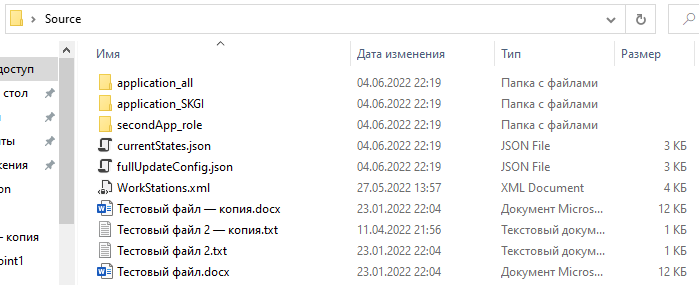 Source
Имя Дата изменения Тип Размер
доступ
application_all 04.06.2022 22:19 Папка с файлами
стол
application_SKGI 04.06.2022 22:19 Папка с файлами
secondApp_role 04.06.2022 22:19 Папка с файлами
currentStates.json 04.06.2022 22:19 JSON File 3 КБ
fullUpdateConfig.json 04.06.2022 22:19 JSON File 3 КБ
WorkStations.xml 27.05.2022 13:57 XML Document 4 КБ
Тестовый файл — копия.docx 23.01.2022 22:04 Документ Micros... 12 КБ
Тестовый файл 2 — копия.txt 11.04.2022 21:56 Текстовый докум... 1 КБ
— копия
Тестовый файл 2.txt 23.01.2022 22:04 Текстовый докум... 1 КБ
oint1
Тестовый файл.docx 23.01.2022 22:04 Документ Micros... 12 КБ